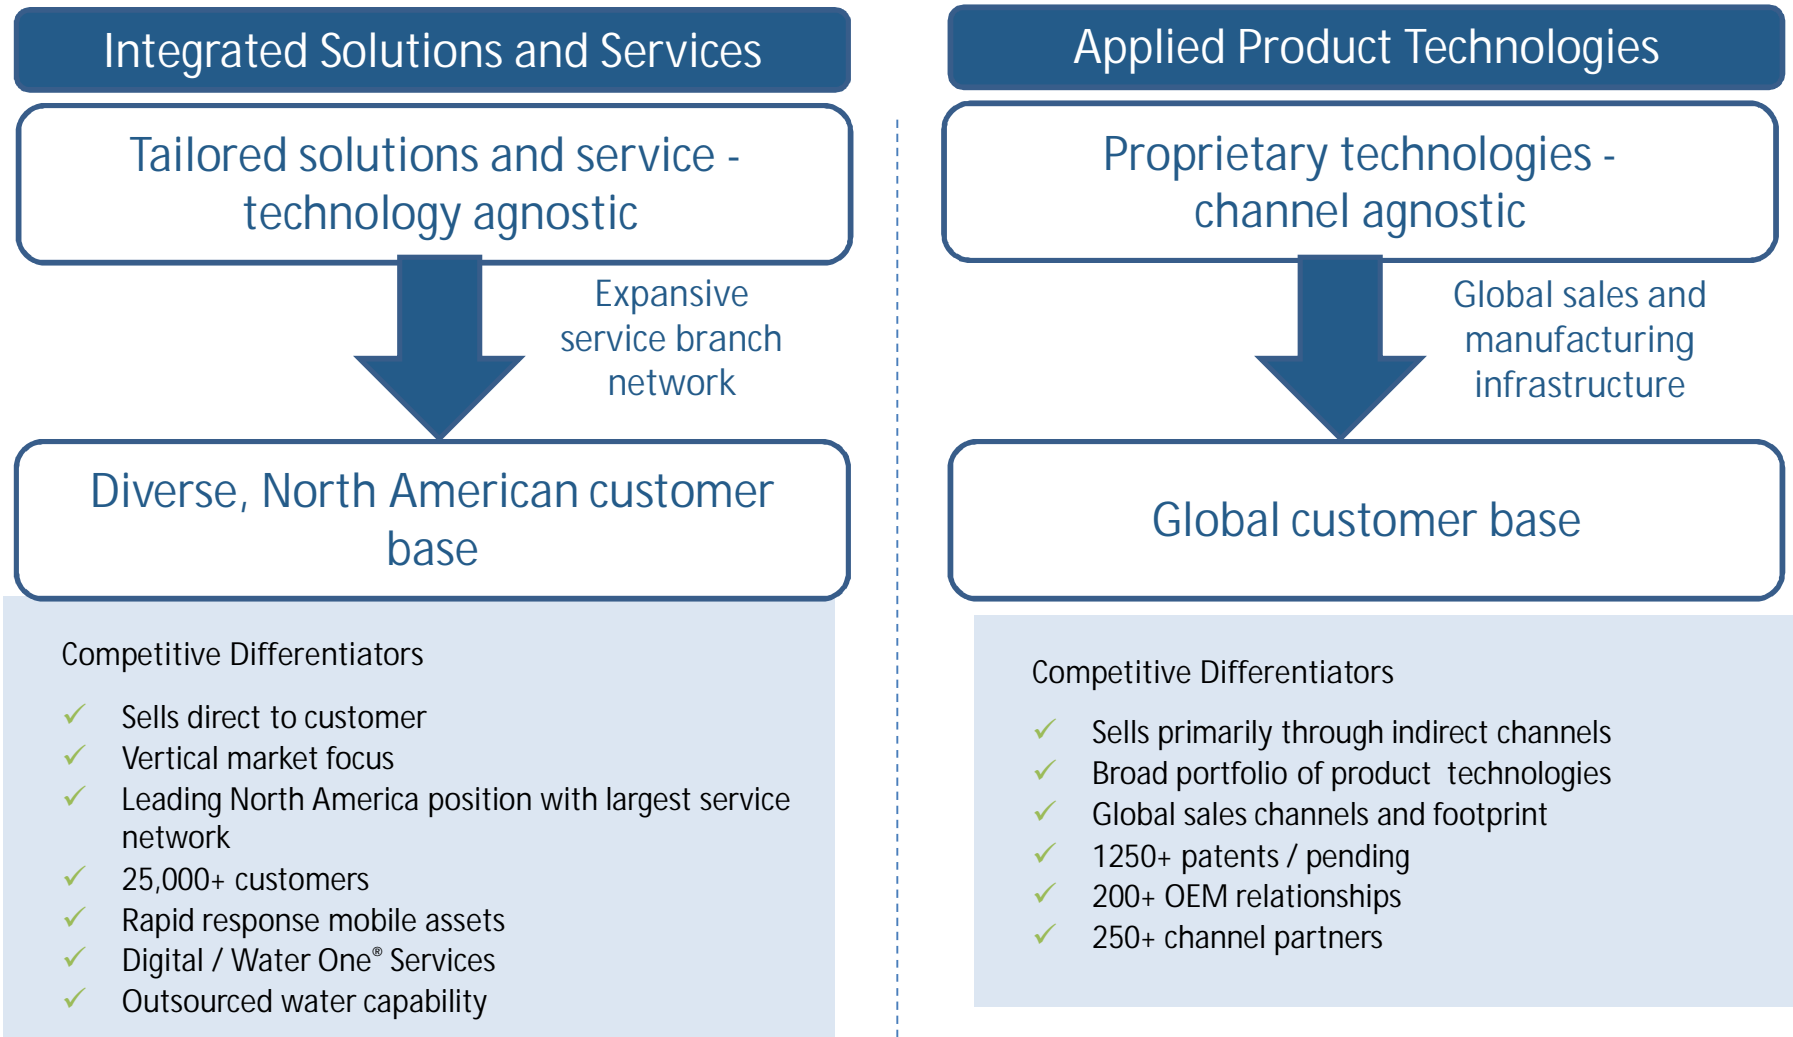 Integrated Solutions and Services
Tailored solutions and service -
technology agnostic
Expansive
service branch
network
Diverse, North American customer
base
Competitive Differentiators
✓ Sells direct to customer
✓ Vertical market focus
✓ Leading North America position with largest service
network
✓ 25,000+ customers
✓ Rapid response mobile assets
✓ Digital / Water One® Services
✓ Outsourced water capability
Applied Product Technologies
Proprietary technologies -
channel agnostic
Global sales and
manufacturing
infrastructure
Global customer base
Competitive Differentiators
✓ Sells primarily through indirect channels
✓ Broad portfolio of product technologies
✓ Global sales channels and footprint
✓ 1250+ patents / pending
✓ 200+ OEM relationships
✓ 250+ channel partners